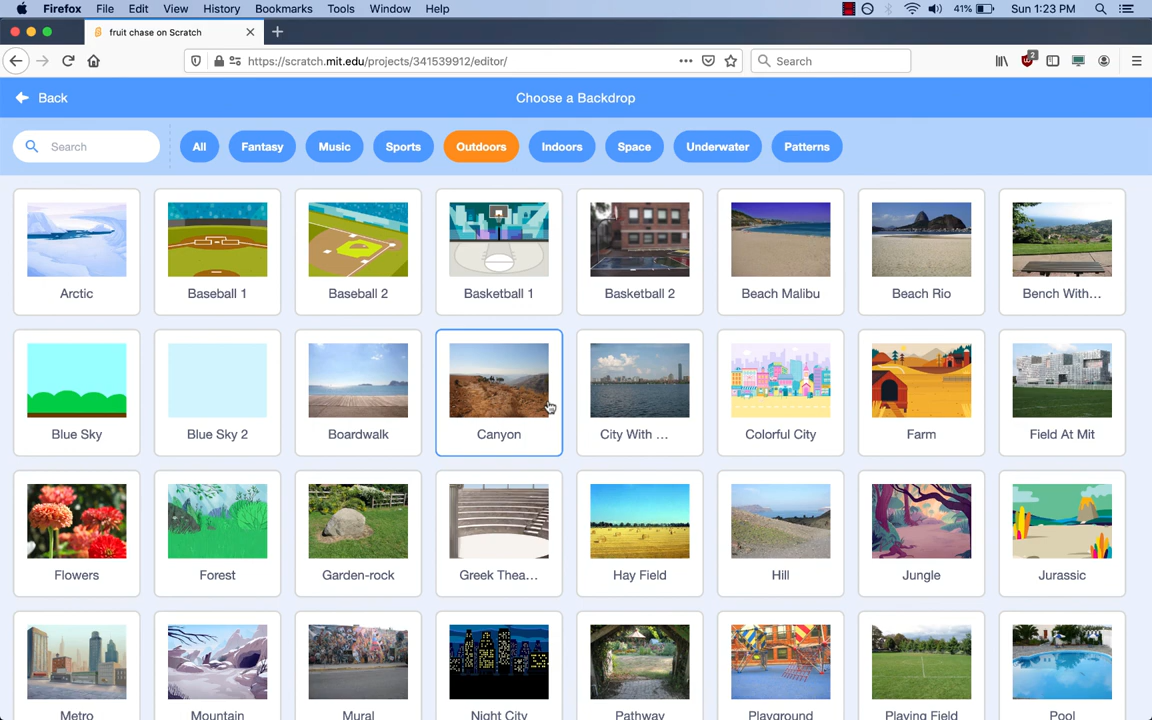 Firefox File Edit View History Bookmarks Tools Window Help 41% Sun 1:23 PM
fruit chase on Scratch
https://scratch.mit.edu/projects/341539912/editor/ Search 2
Back Choose a Backdrop
Search All Fantasy Music Sports Outdoors Indoors Space Underwater Patterns
Arctic Baseball 1 Baseball 2 Basketball 1 Basketball 2 Beach Malibu Beach Rio Bench With...
Blue Sky Blue Sky 2 Boardwalk Canyon City With ... Colorful City Farm Field At Mit
Flowers Forest Garden-rock Greek Thea... Hay Field Hill Jungle Jurassic
Metro Mountain Mural Night City Pathway Playground Playing Field Pool